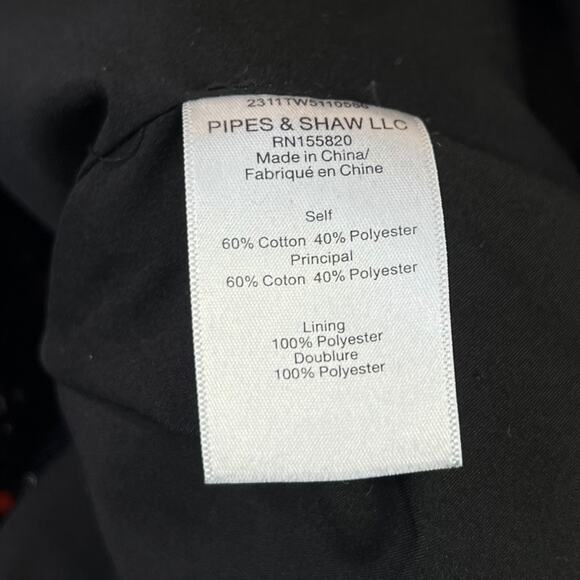 PIPES & SHAW LLC
RN155820
Made in China/
Fabriqué en Chine
Self
60% Cotton 40% Polyester
Principal
60% Coton 40% Polyester
Lining
100% Polyester
Doublure
100% Polyester